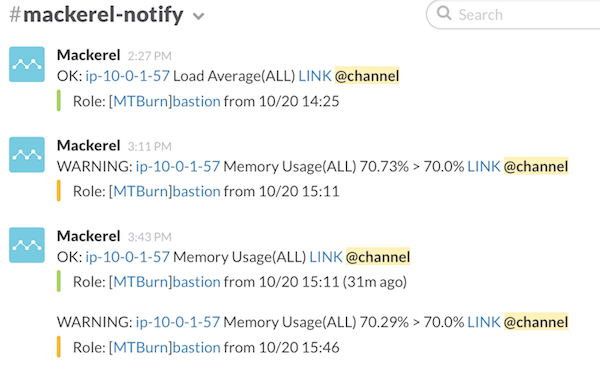 #mackerel-notify
Search
Mackerel 2:27 PM
OK: ip-10-0-1-57 Load Average(ALL) LINK @channel
Role: [MTBurn]bastion from 10/20 14:25
Mackerel 3:11 PM
WARNING: ip-10-0-1-57 Memory Usage(ALL) 70.73% > 70.0% LINK @channel
Role: [MTBurn]bastion from 10/20 15:11
Mackerel 3:43 PM
OK: ip-10-0-1-57 Memory Usage(ALL) LINK @channel
Role: [MTBurn]bastion from 10/20 15:11 (31m ago)
WARNING: ip-10-0-1-57 Memory Usage(ALL) 70.29% > 70.0% LINK @channel
Role: [MTBurn]bastion from 10/20 15:46